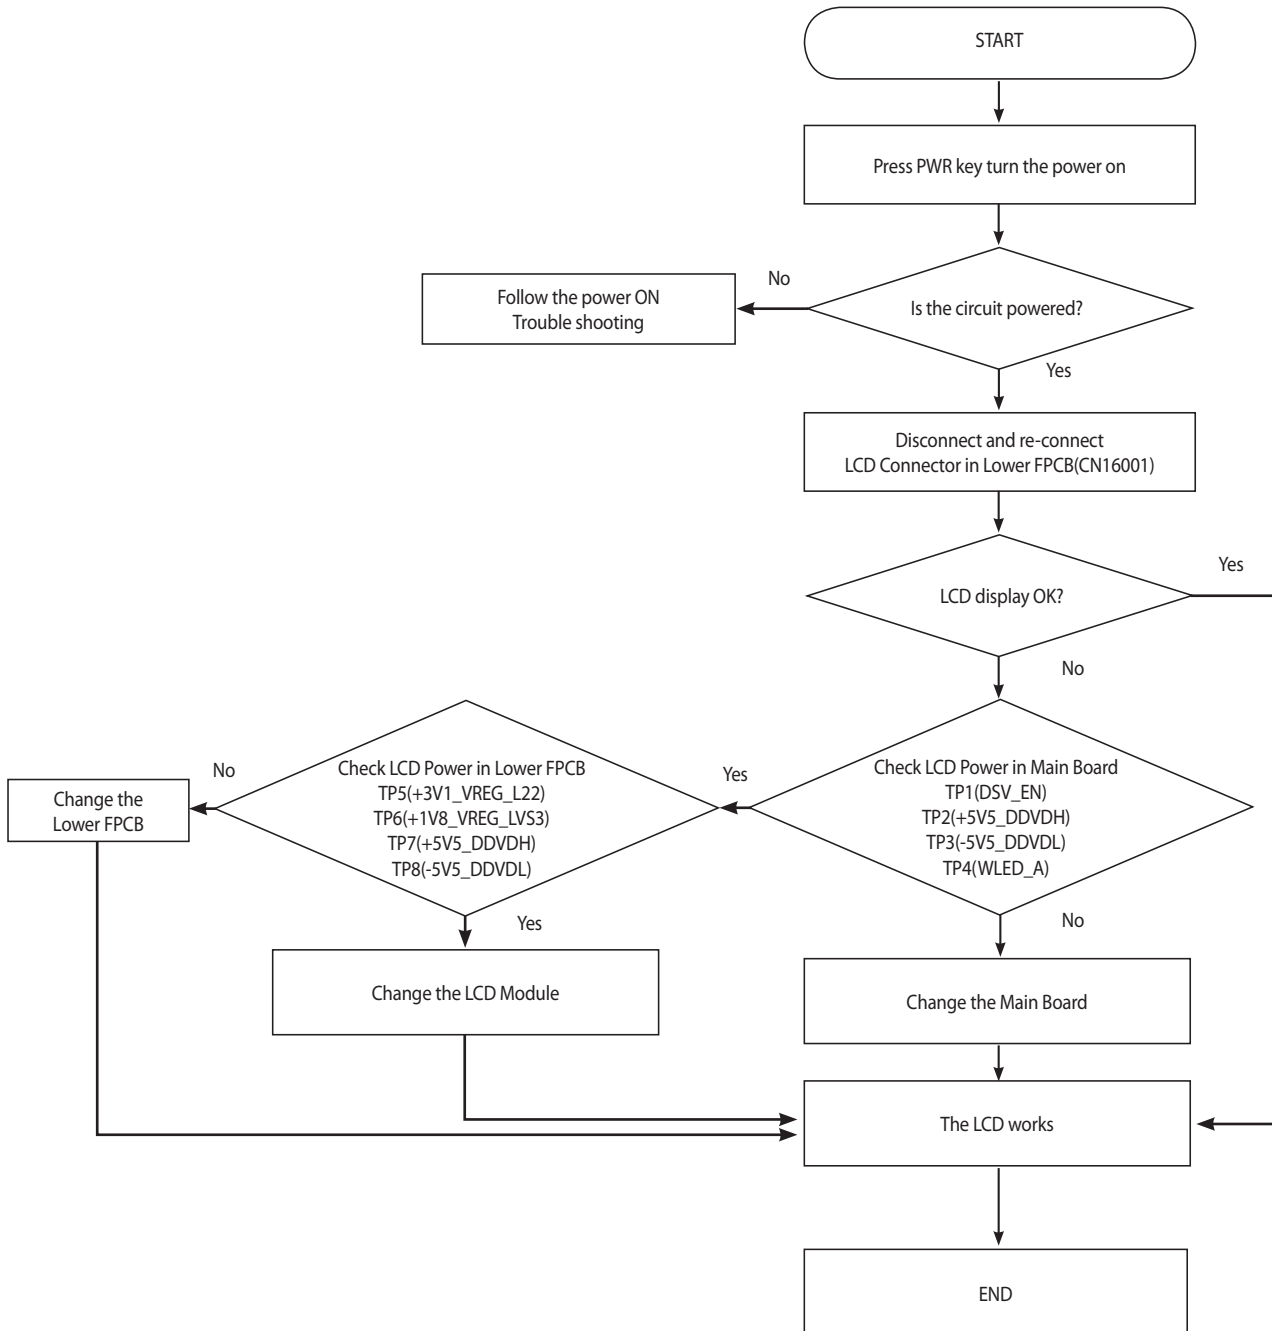 START
Press PWR key turn the power on
No
Follow the power ON
Trouble shooting
Is the circuit powered?
Yes
Disconnect and re-connect
LCD Connector in Lower FPCB(CN16001)
Yes
LCD display OK?
No
No
Check LCD Power in Lower FPCB
TP5(+3V1_VREG_L22)
TP6(+1V8_VREG_LVS3)
TP7(+5V5_DDVDH)
TP8(-5V5_DDVDL)
Yes
Check LCD Power in Main Board
TP1(DSV_EN)
TP2(+5V5_DDVDH)
TP3(-5V5_DDVDL)
TP4(WLED_A)
Change the
Lower FPCB
Yes
No
Change the LCD Module
Change the Main Board
The LCD works
END